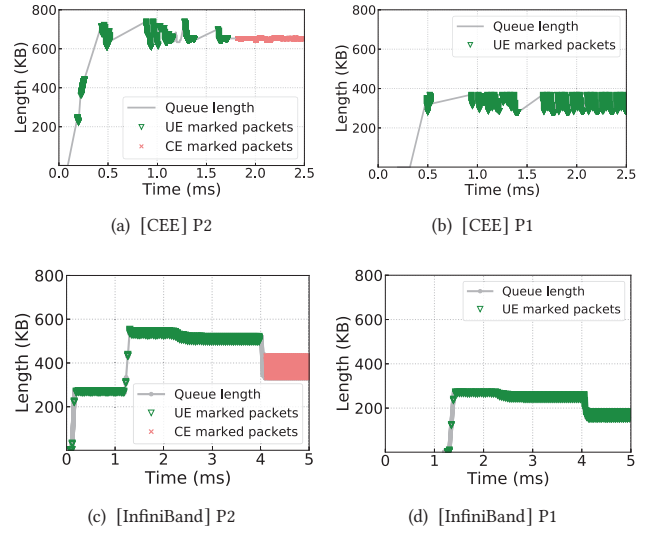 800
600
400
200
Length (KB)
Queue length
UE marked packets
CE marked packets
0.0 0.5 1.0 1.5 2.0 2.5
Time (ms)
(a) [CEE] P2
800
600
400
200
Length (KB)
Queue length
UE marked packets
0.0 0.5 1.0 1.5 2.0 2.5
Time (ms)
(b) [CEE] P1
800
600
400
200
Length (KB)
Queue length
UE marked packets
CE marked packets
0 1 2 3 4 5
Time (ms)
(c) [InfiniBand] P2
800
600
400
200
Length (KB)
Queue length
UE marked packets
0 1 2 3 4 5
Time (ms)
(d) [InfiniBand] P1